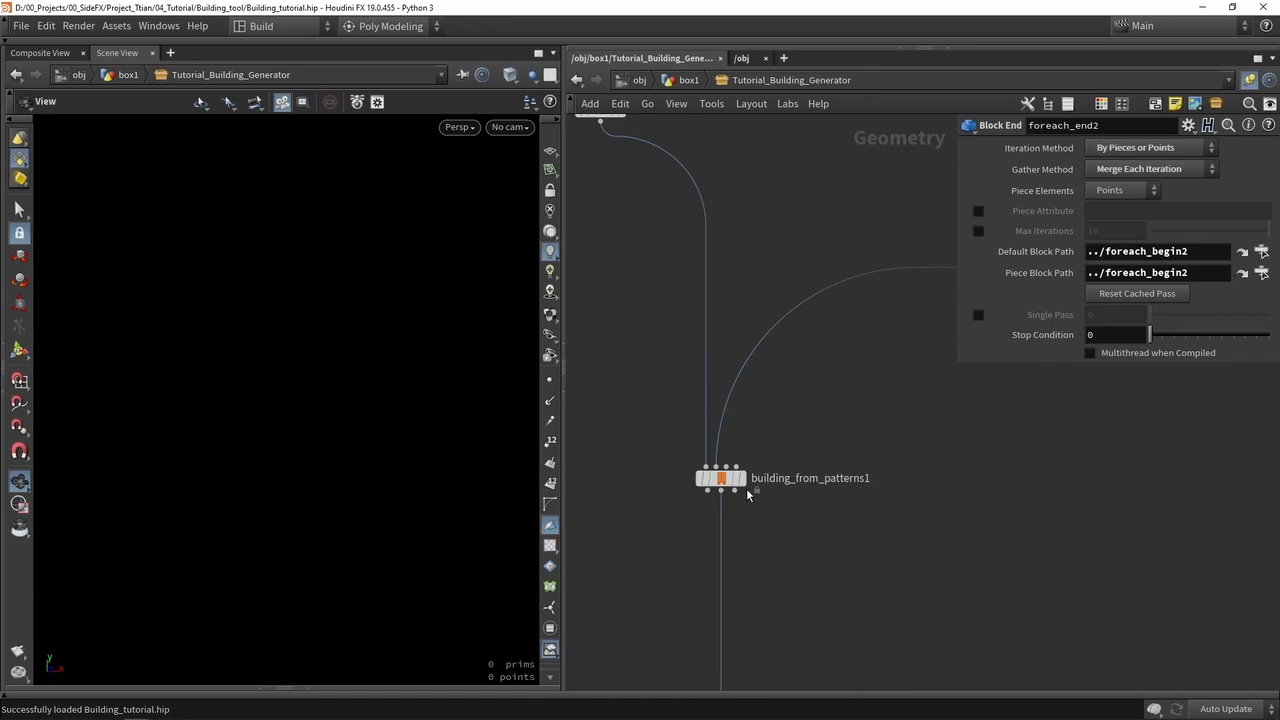 D:/00_Projects/00_SideFX/Project_Ttian/04_Tutorial/Building_tool/Building_tutorial.hip - Houdini FX 19.0.455 - Python 3
File Edit Render Assets Windows Help Build Poly Modeling Main
Composite View Scene View
/obj/box1/Tutorial_Building_Gene... /obj
obj box1 Tutorial_Building_Generator
obj box1 Tutorial_Building_Generator
View
Add Edit Go View Tools Layout Labs Help
Persp No cam
Geometry
Block End foreach_end2
Iteration Method By Pieces or Points
Gather Method Merge Each Iteration
Piece Elements Points
Piece Attribute
Max Iterations 10
Default Block Path ../foreach_begin2
Piece Block Path ../foreach_begin2
Reset Cached Pass
Single Pass 0
Stop Condition 0
Multithread when Compiled
12
12
building_from_patterns1
y
x
0 prims
0 points
Successfully loaded Building_tutorial.hip
Auto Update